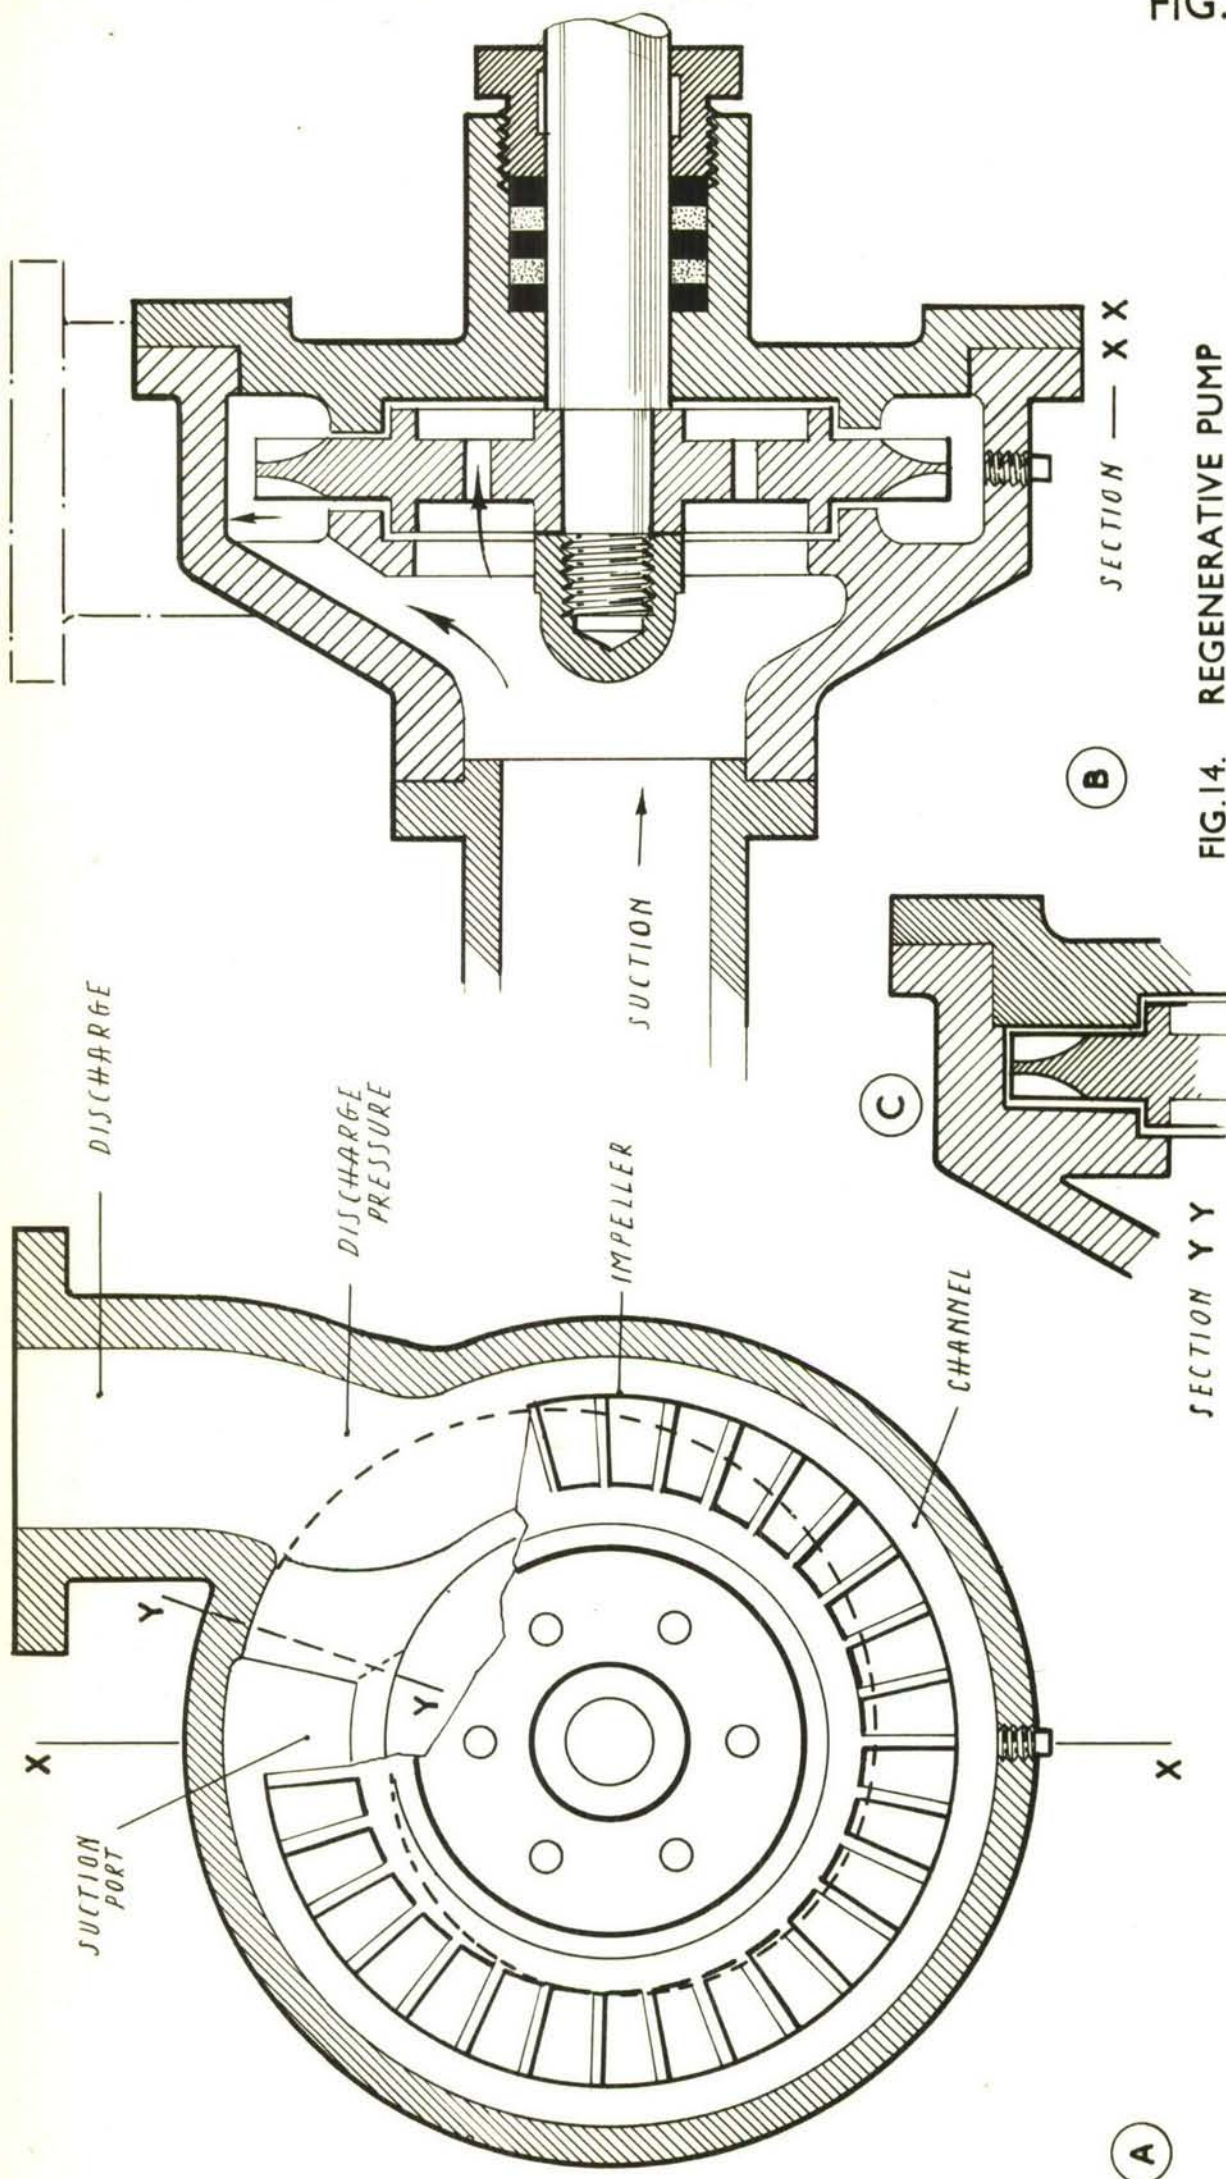 FIG.
DISCHARGE
DISCHARGE
PRESSURE
IMPELLER
CHANNEL
SUCTION
PORT
X
X
Y
Y
A
SUCTION
B
SECTION — X X
C
SECTION Y Y
FIG.14. REGENERATIVE PUMP